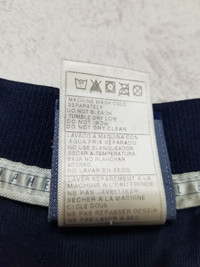 MACHINE WASH COLD
SEPARATELY
DO NOT BLEACH
TUMBLE DRY LOW
DO NOT IRON
DO NOT DRY CLEAN
LAVESE A MAQUINA CON
AGUA FRIA SEPARADO
NO USE BLANQUEADOR
SECAR A TEMPERATURA
BAJA NO PLANCHAR
NO LAVAR EN SECO
LAVER SEPAREMENT A LA
MACHINE A L'EAU FROIDE
NE PAS JAVELLISER
SECHER A LA MACHINE
CYCLE DOUX
NE PAS REPASSER